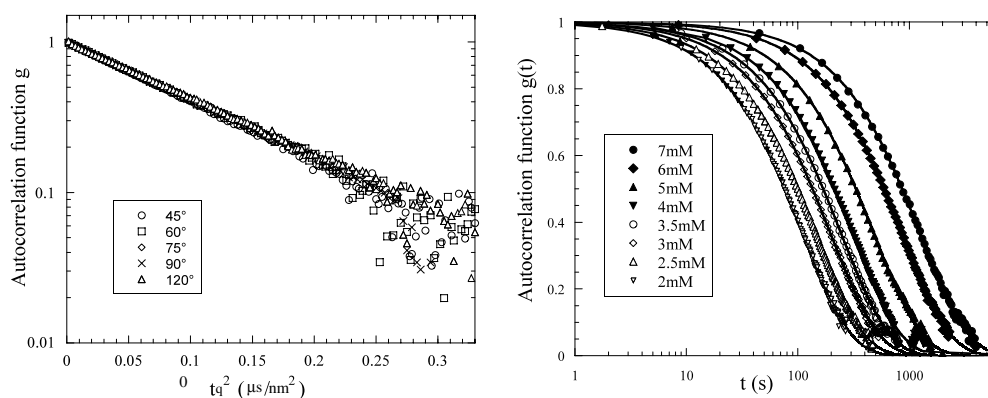 Autocorrelation function g
1
0.1
0.01
45°
60°
75°
90°
120°
0
0.05
0.1
0.15
0.2
0.25
0.3
0
tq² (µs/nm²)
Autocorrelation function g(t)
1
0.8
0.6
0.4
0.2
0
7mM
6mM
5mM
4mM
3.5mM
3mM
2.5mM
2mM
1
10
100
1000
t (s)